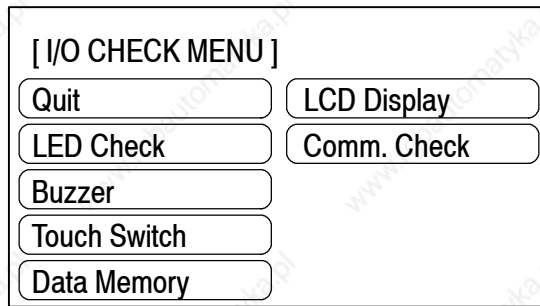 [ I/O CHECK MENU ]
Quit
LED Check
Buzzer
Touch Switch
Data Memory
LCD Display
Comm. Check